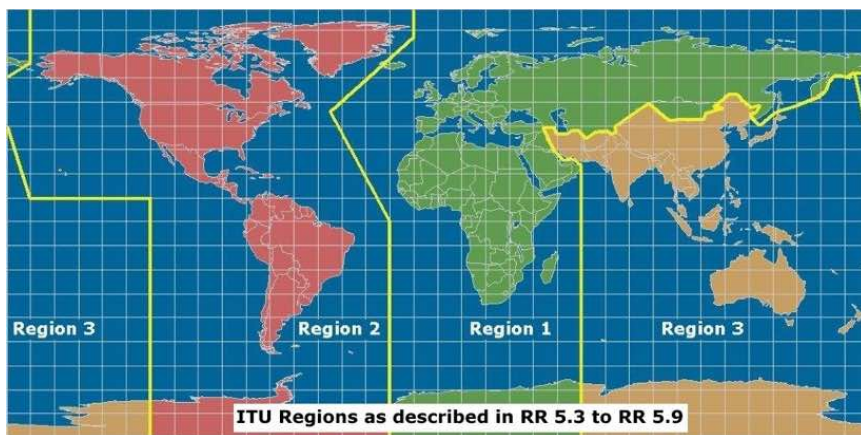 Region 3
Region 2
Region 1
Region 3
ITU Regions as described in RR 5.3 to RR 5.9